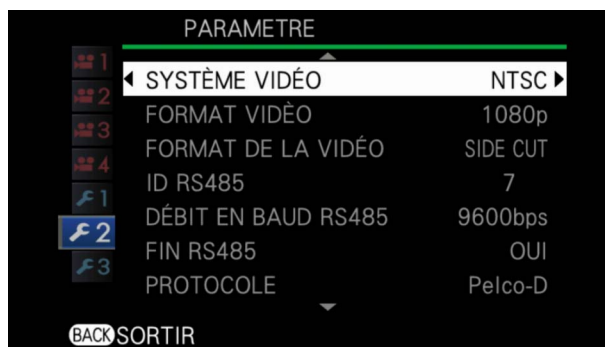 PARAMETRE
1
2
3
4
1
2
3
SYSTÈME VIDÉO NTSC
FORMAT VIDÈO 1080p
FORMAT DE LA VIDÉO SIDE CUT
ID RS485 7
DÉBIT EN BAUD RS485 9600bps
FIN RS485 OUI
PROTOCOLE Pelco-D
BACK SORTIR